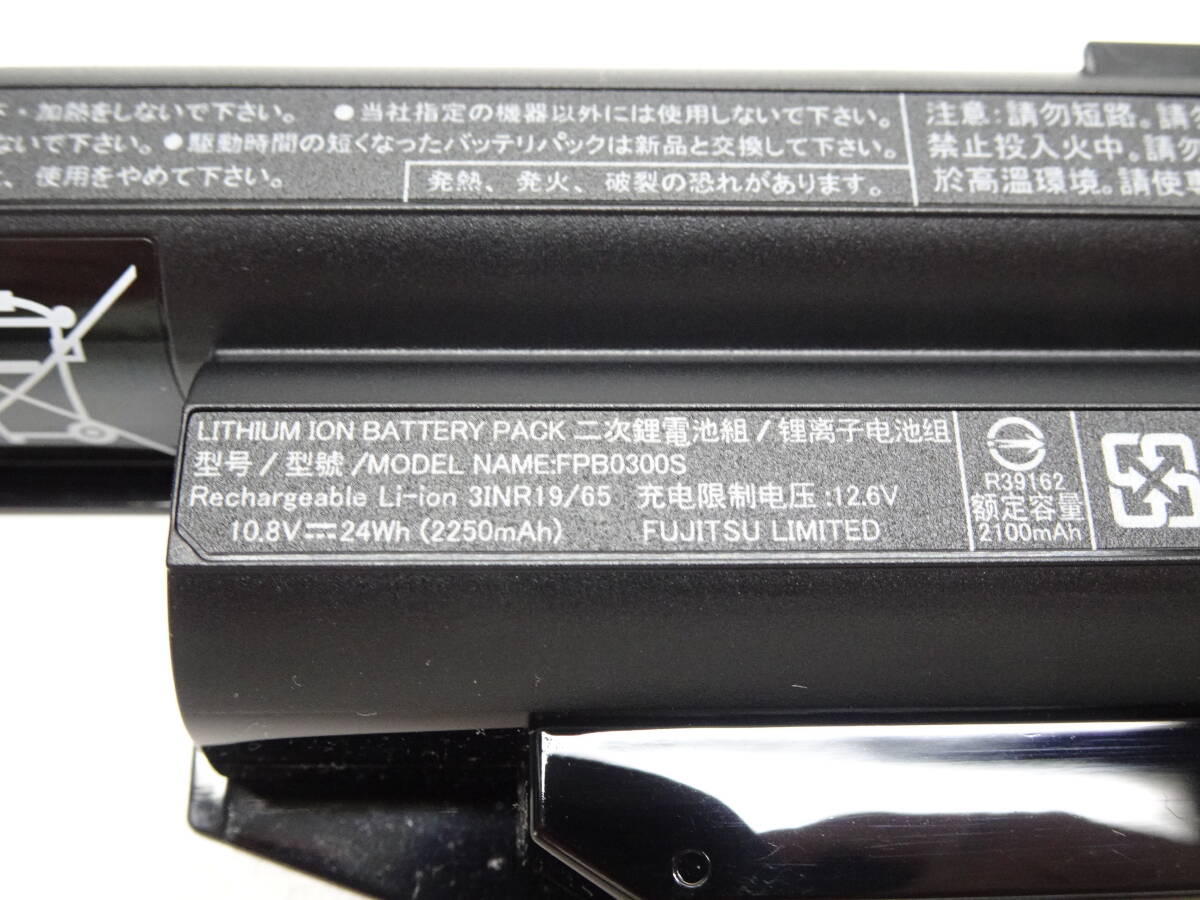 ・加熱をしないで下さい。 ●当社指定の機器以外には使用しないで下さい。
ないで下さい。 ●駆動時間の短くなったバッテリパックは新品と交換して下さい。
、使用をやめて下さい。
発熱、発火、破裂の恐れがあります。
注意:請勿短路。請
禁止投入火中。請勿
於高溫環境。請使
LITHIUM ION BATTERY PACK 二次鋰電池組/锂离子电池组
型号/型號/MODEL NAME:FPB0300S
Rechargeable Li-ion 3INR19/65 充电限制电压:12.6V
10.8V⎓24Wh (2250mAh) FUJITSU LIMITED
R39162
额定容量
2100mAh